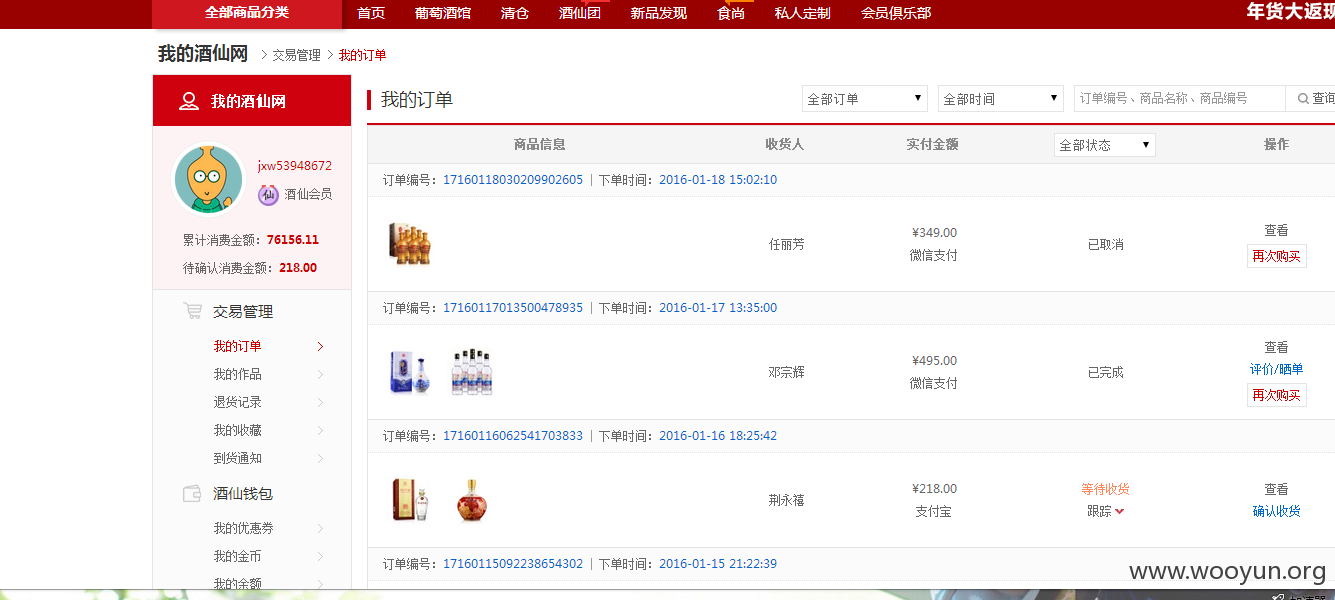 全部商品分类 首页 葡萄酒馆 清仓 酒仙团 新品发现 食尚 私人定制 会员俱乐部 年货大返现
我的酒仙网 > 交易管理 > 我的订单
我的酒仙网
jxw53948672
仙 酒仙会员
累计消费金额：76156.11
待确认消费金额：218.00
交易管理
我的订单
我的作品
退货记录
我的收藏
到货通知
酒仙钱包
我的优惠券
我的金币
我的余额
我的订单 全部订单 全部时间 订单编号、商品名称、商品编号 查询
商品信息 收货人 实付金额 全部状态 操作
订单编号：17160118030209902605 | 下单时间：2016-01-18 15:02:10
任丽芳 ¥349.00 微信支付 已取消 查看 再次购买
订单编号：17160117013500478935 | 下单时间：2016-01-17 13:35:00
邓宗辉 ¥495.00 微信支付 已完成 查看 评价/晒单 再次购买
订单编号：17160116062541703833 | 下单时间：2016-01-16 18:25:42
荆永禧 ¥218.00 支付宝 等待收货 跟踪 查看 确认收货
订单编号：17160115092238654302 | 下单时间：2016-01-15 21:22:39
www.wooyun.org